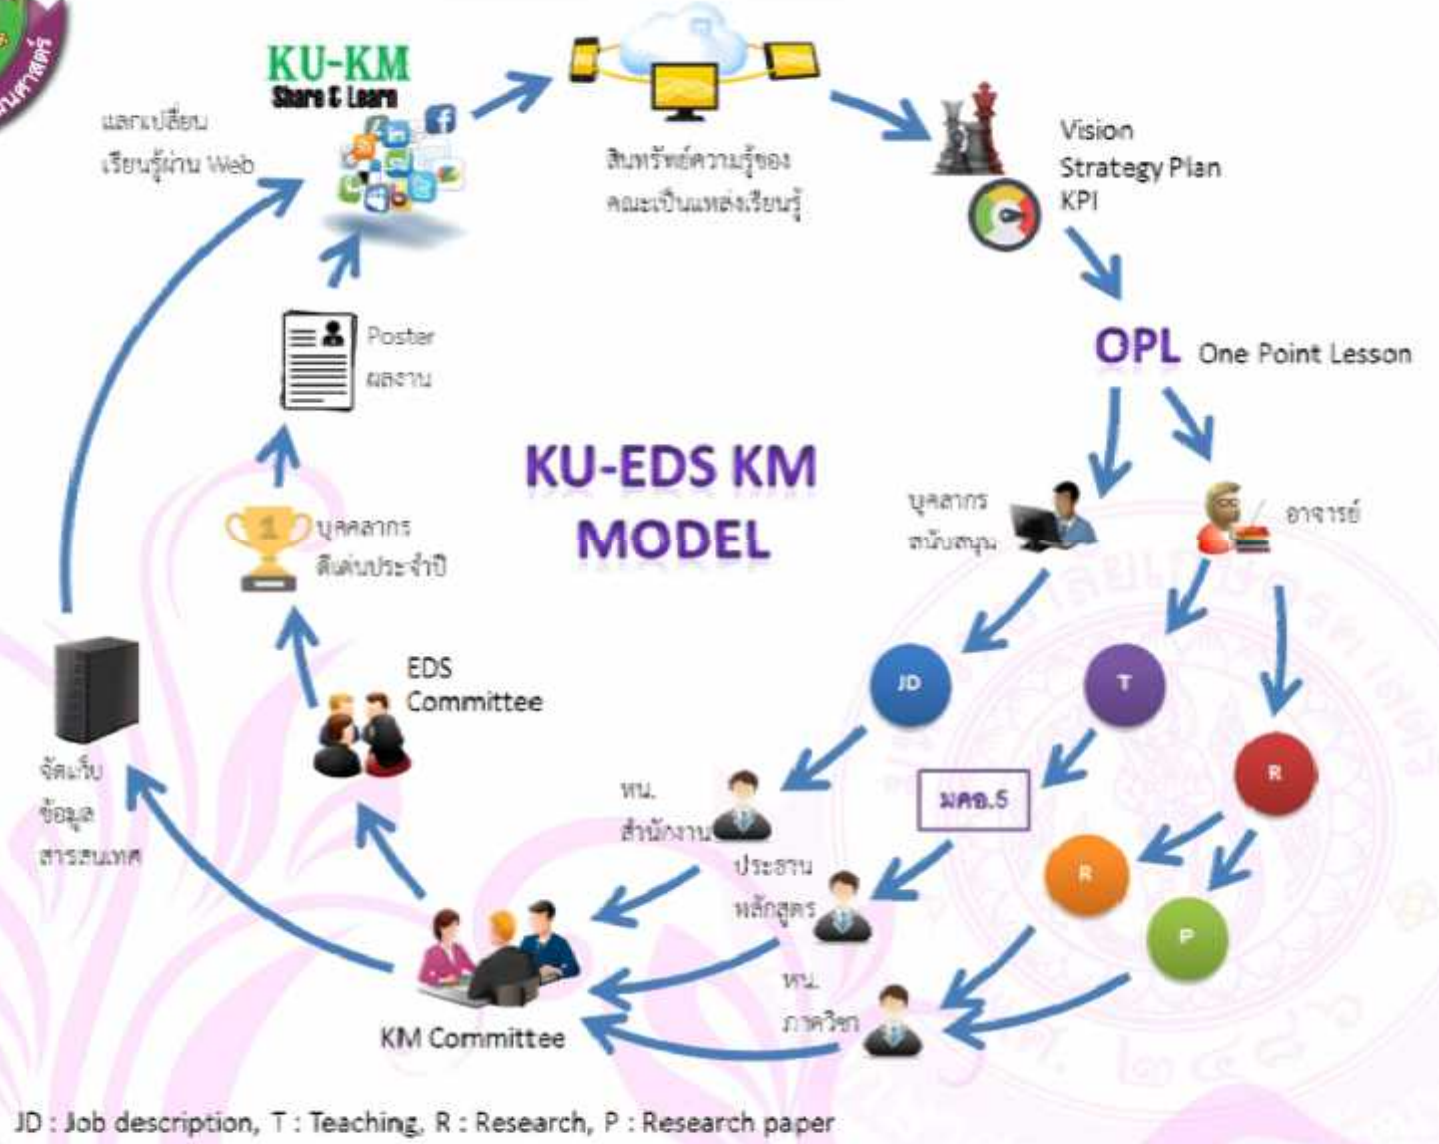 KU-KM
Share & Learn
แลกเปลี่ยน
เรียนรู้ผ่าน Web
สินทรัพย์ความรู้ของ
คณะเป็นแหล่งเรียนรู้
Vision
Strategy Plan
KPI
OPL One Point Lesson
Poster
ผลงาน
KU-EDS KM
MODEL
บุคลากร
สนับสนุน
อาจารย์
บุคคลากร
ดีเด่นประจำปี
EDS
Committee
JD
T
R
มคอ.5
R
P
จัดเก็บ
ข้อมูล
สารสนเทศ
หน.
สำนักงาน
ประธาน
หลักสูตร
หน.
ภาควิชา
KM Committee
JD : Job description, T : Teaching, R : Research, P : Research paper